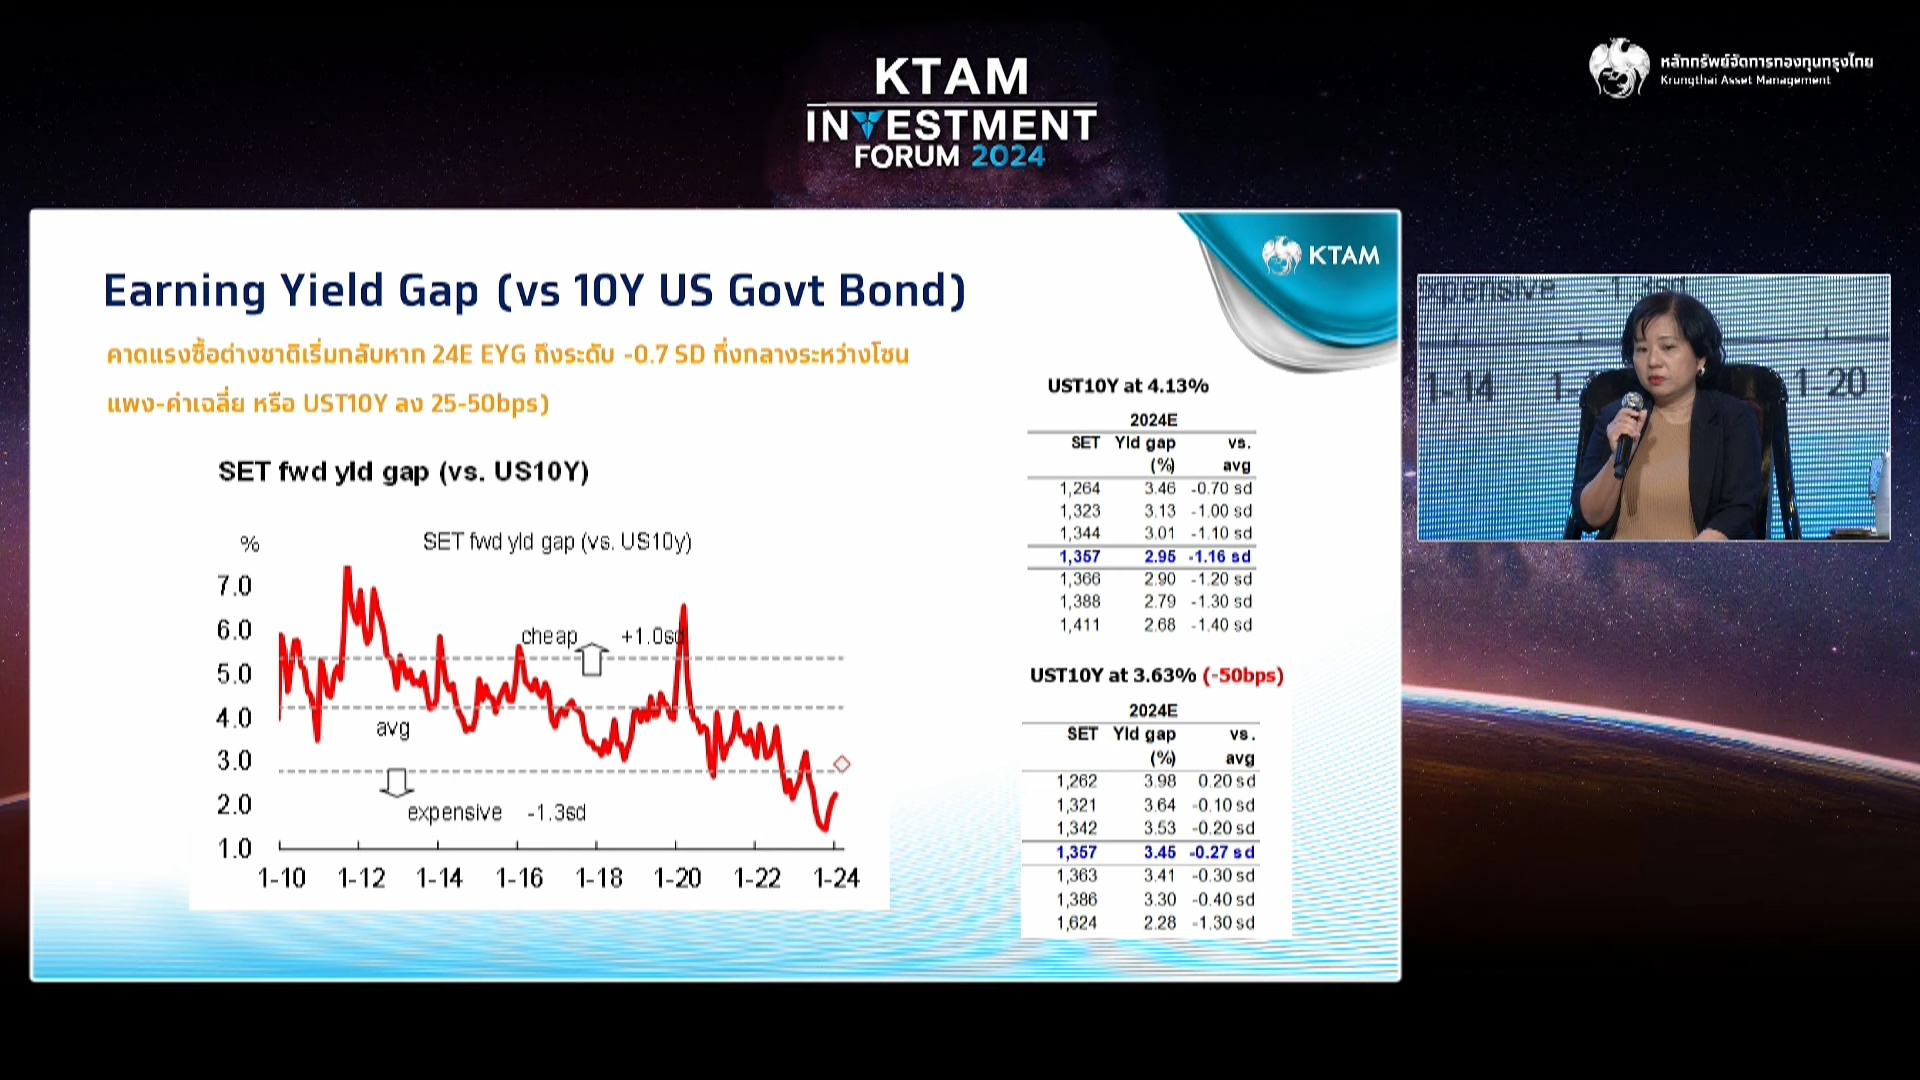 KTAM
INVESTMENT
FORUM 2024
หลักทรัพย์จัดการกองทุนกรุงไทย
Krungthai Asset Management
KTAM
Earning Yield Gap (vs 10Y US Govt Bond)
คาดแรงซื้อต่างชาติเริ่มกลับหาก 24E EYG ถึงระดับ -0.7 SD กึ่งกลางระหว่างโซน
แพง-ค่าเฉลี่ย หรือ UST10Y ลง 25-50bps)
SET fwd yld gap (vs. US10Y)
SET fwd yld gap (vs. US10y)
%
7.0
6.0
5.0
4.0
3.0
2.0
1.0
cheap +1.0sd
avg
expensive -1.3sd
1-10 1-12 1-14 1-16 1-18 1-20 1-22 1-24
UST10Y at 4.13%
2024E
SET Yld gap vs.
(%) avg
1,264 3.46 -0.70 sd
1,323 3.13 -1.00 sd
1,344 3.01 -1.10 sd
1,357 2.95 -1.16 sd
1,366 2.90 -1.20 sd
1,388 2.79 -1.30 sd
1,411 2.68 -1.40 sd
UST10Y at 3.63% (-50bps)
2024E
SET Yld gap vs.
(%) avg
1,262 3.98 0.20 sd
1,321 3.64 -0.10 sd
1,342 3.53 -0.20 sd
1,357 3.45 -0.27 sd
1,363 3.41 -0.30 sd
1,386 3.30 -0.40 sd
1,624 2.28 -1.30 sd
expensive -1.3sd
1-14 1-20